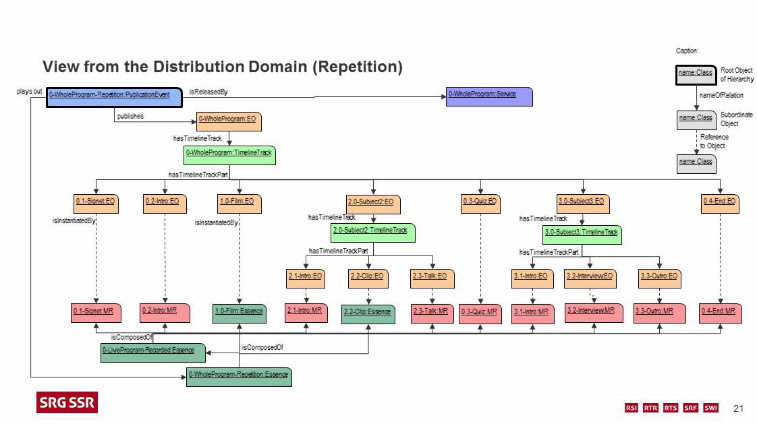 Caption:
View from the Distribution Domain (Repetition)
name:Class
Root Object
of Hierarchy
plays out
0-WholeProgram-Repetition:PublicationEvent
isReleasedBy
0-WholeProgram:Service
nameOfRelation
publishes
0-WholeProgram:EO
name:Class
Subordinate
Object
hasTimelineTrack
Reference
to Object
0-WholeProgram:TimelineTrack
name:Class
hasTimelineTrackPart
0.1-Signet:EO
0.2-Intro:EO
1.0-Film:EO
2.0-Subject2:EO
0.3-Quiz:EO
3.0-Subject3:EO
0.4-End:EO
isInstantiatedBy
isInstantiatedBy
hasTimelineTrack
hasTimelineTrack
2.0-Subject2:TimelineTrack
3.0-Subject3:TimelineTrack
hasTimelineTrackPart
hasTimelineTrackPart
2.1-Intro:EO
2.2-Clip:EO
2.3-Talk:EO
3.1-Intro:EO
3.2-Interview:EO
3.3-Outro:EO
0.1-Signet:MR
0.2-Intro:MR
1.0-Film:Essence
2.1-Intro:MR
2.2-Clip:Essence
2.3-Talk:MR
0.3-Quiz:MR
3.1-Intro:MR
3.2-Interview:MR
3.3-Outro:MR
0.4-End:MR
isComposedOf
0-LiveProgram-Recorded:Essence
isComposedOf
0-WholeProgram-Repetition:Essence
SRG SSR
RSI RTR RTS SRF SWI
21